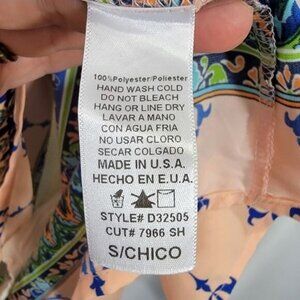 100%Polyester/Poliester
HAND WASH COLD
DO NOT BLEACH
HANG OR LINE DRY
LAVAR A MANO
CON AGUA FRIA
NO USAR CLORO
SECAR COLGADO
MADE IN U.S.A.
HECHO EN E.U.A.
STYLE# D32505
CUT# 7966 SH
S/CHICO